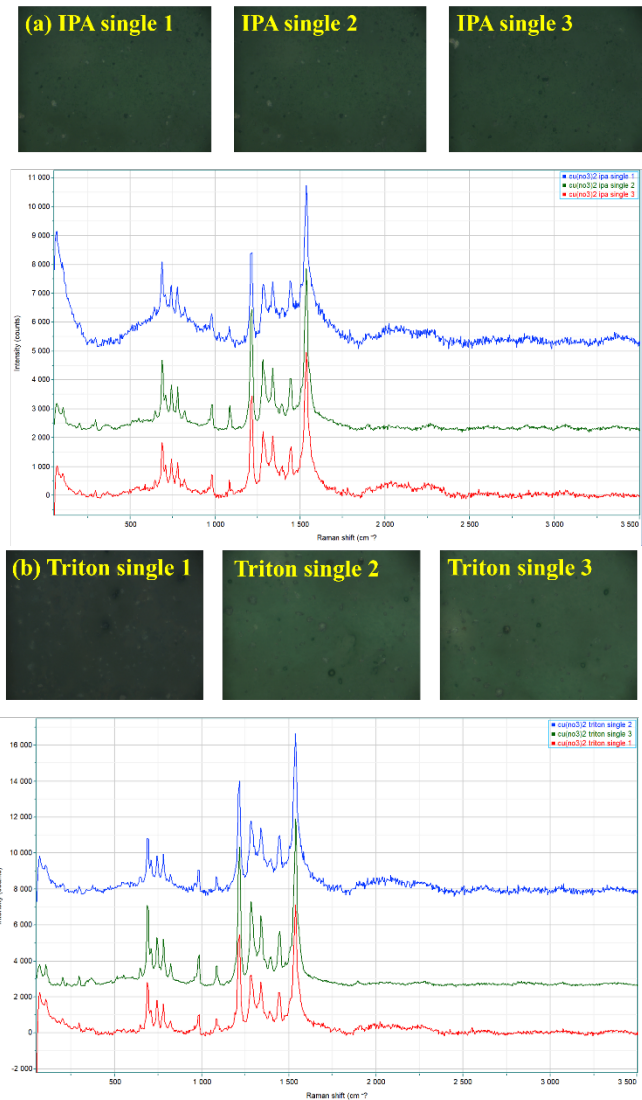 (a) IPA single 1
IPA single 2
IPA single 3
cu(no3)2 ipa single 1
cu(no3)2 ipa single 2
cu(no3)2 ipa single 3
11 000
10 000
9 000
8 000
7 000
6 000
5 000
4 000
3 000
2 000
1 000
0
Intensity (counts)
500 1 000 1 500 2 000 2 500 3 000 3 500
Raman shift (cm⁻?
(b) Triton single 1
Triton single 2
Triton single 3
cu(no3)2 triton single 2
cu(no3)2 triton single 3
cu(no3)2 triton single 1
16 000
14 000
12 000
10 000
8 000
6 000
4 000
2 000
0
-2 000
500 1 000 1 500 2 000 2 500 3 000 3 500
Raman shift (cm⁻?